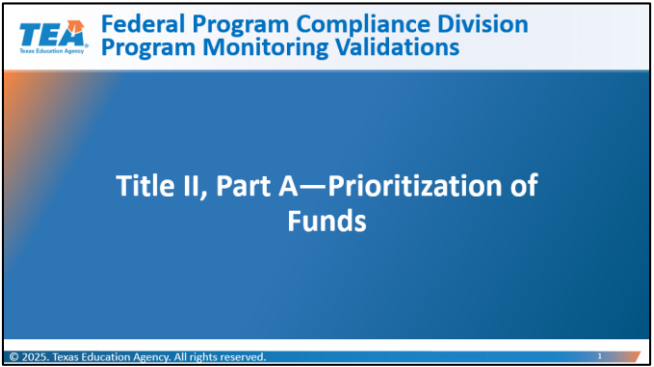 TEA
Texas Education Agency
Federal Program Compliance Division
Program Monitoring Validations
Title II, Part A—Prioritization of
Funds
© 2025. Texas Education Agency. All rights reserved.
1